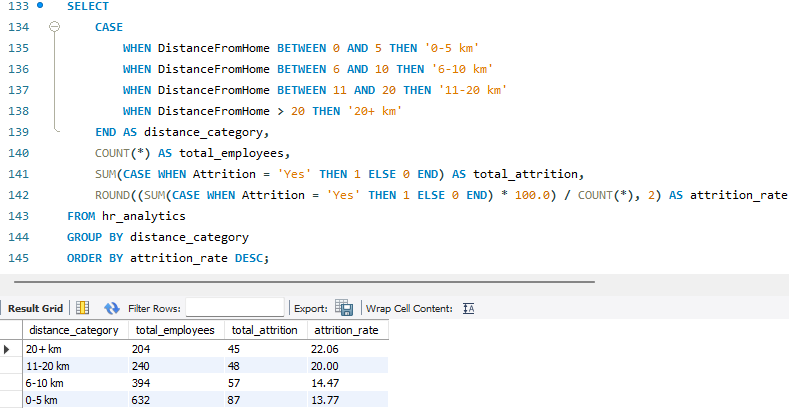 133 SELECT
134 CASE
135 WHEN DistanceFromHome BETWEEN 0 AND 5 THEN '0-5 km'
136 WHEN DistanceFromHome BETWEEN 6 AND 10 THEN '6-10 km'
137 WHEN DistanceFromHome BETWEEN 11 AND 20 THEN '11-20 km'
138 WHEN DistanceFromHome > 20 THEN '20+ km'
139 END AS distance_category,
140 COUNT(*) AS total_employees,
141 SUM(CASE WHEN Attrition = 'Yes' THEN 1 ELSE 0 END) AS total_attrition,
142 ROUND((SUM(CASE WHEN Attrition = 'Yes' THEN 1 ELSE 0 END) * 100.0) / COUNT(*), 2) AS attrition_rate
143 FROM hr_analytics
144 GROUP BY distance_category
145 ORDER BY attrition_rate DESC;
Result Grid Filter Rows: Export: Wrap Cell Content: IA
distance_category total_employees total_attrition attrition_rate
20+ km 204 45 22.06
11-20 km 240 48 20.00
6-10 km 394 57 14.47
0-5 km 632 87 13.77